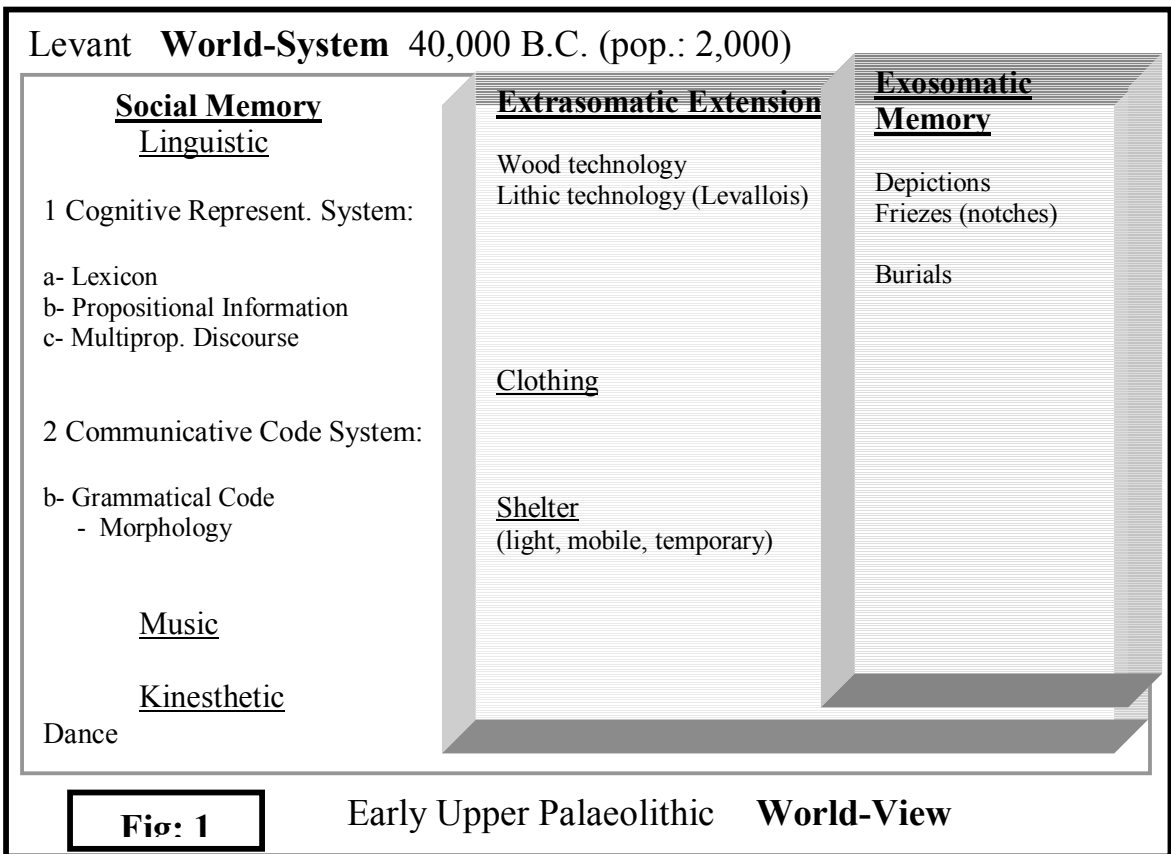 Levant World-System 40,000 B.C. (pop.: 2,000)
Social Memory
Linguistic
1 Cognitive Represent. System:
a- Lexicon
b- Propositional Information
c- Multiprop. Discourse
2 Communicative Code System:
b- Grammatical Code
- Morphology
Music
Kinesthetic
Dance
Extrasomatic Extension
Wood technology
Lithic technology (Levallois)
Clothing
Shelter
(light, mobile, temporary)
Exosomatic
Memory
Depictions
Friezes (notches)
Burials
Fig: 1
Early Upper Palaeolithic World-View